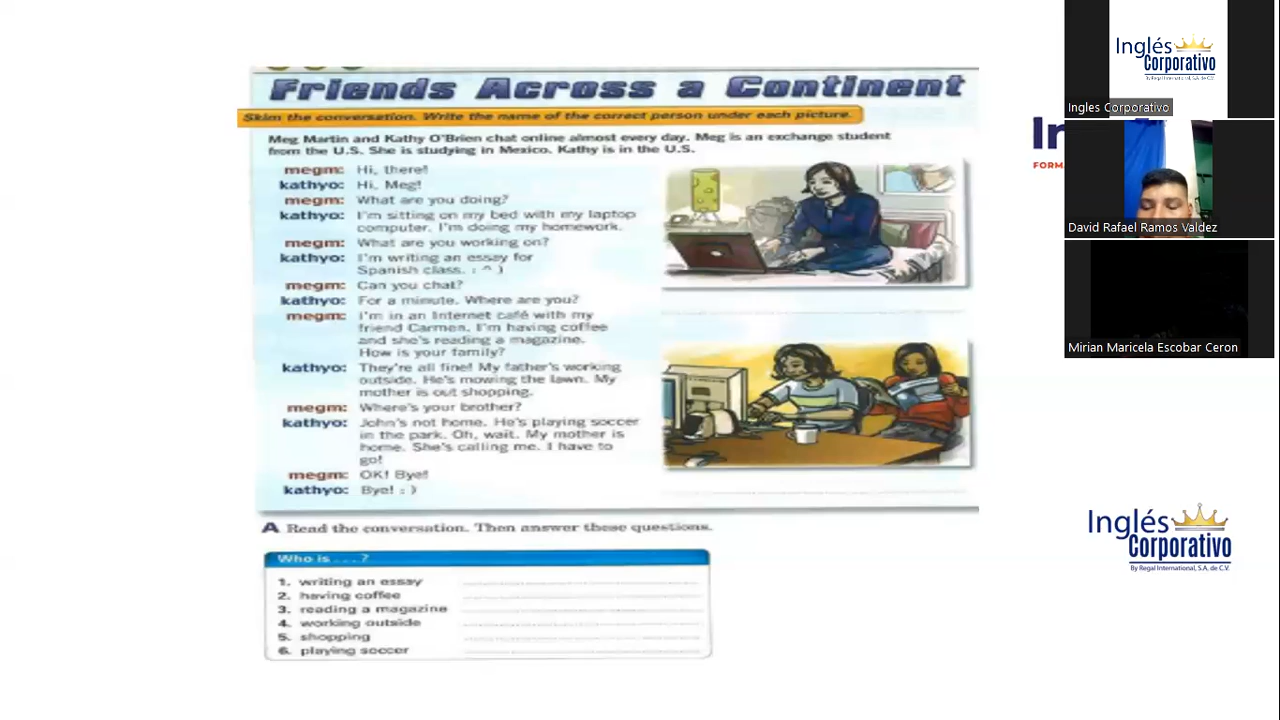 Friends Across a Continent
Skim the conversation. Write the name of the correct person under each picture.
Meg Martin and Kathy O'Brien chat online almost every day. Meg is an exchange student
from the U.S. She is studying in Mexico. Kathy is in the U.S.
megm: Hi, there!
kathyo: Hi, Meg!
megm: What are you doing?
kathyo: I'm sitting on my bed with my laptop
computer. I'm doing my homework.
megm: What are you working on?
kathyo: I'm writing an essay for
Spanish class. : ^ )
megm: Can you chat?
kathyo: For a minute. Where are you?
megm: I'm in an Internet café with my
friend Carmen. I'm having coffee
and she's reading a magazine.
How is your family?
kathyo: They're all fine! My father's working
outside. He's mowing the lawn. My
mother is out shopping.
megm: Where's your brother?
kathyo: John's not home. He's playing soccer
in the park. Oh, wait. My mother is
home. She's calling me. I have to
go!
megm: OK! Bye!
kathyo: Bye! : )
A Read the conversation. Then answer these questions.
Who is . . . ?
1. writing an essay
2. having coffee
3. reading a magazine
4. working outside
5. shopping
6. playing soccer
Inglés
Corporativo
By Regal International, S.A. de C.V.
Ingles Corporativo
FORM
David Rafael Ramos Valdez
Mirian Maricela Escobar Ceron
Inglés
Corporativo
By Regal International, S.A. de C.V.